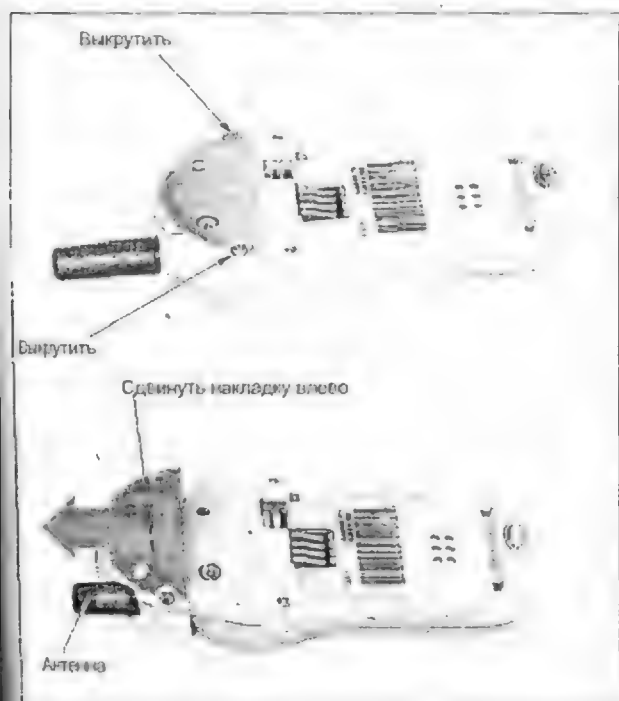 Выкрутить
Выкрутить
Сдвинуть накладку влево
Антенна